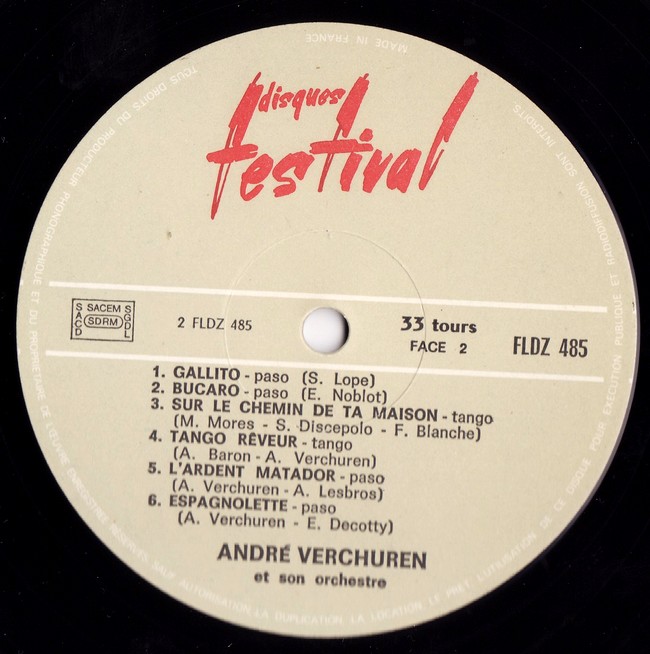 MADE IN FRANCE
disques
festival
SACEM
SACD
SDRM
SGDL
2 FLDZ 485
33 tours
FACE 2
FLDZ 485
1. GALLITO - paso (S. Lope)
2. BUCARO - paso (E. Noblot)
3. SUR LE CHEMIN DE TA MAISON - tango
(M. Mores - S. Discepolo - F. Blanche)
4. TANGO RÊVEUR - tango
(A. Baron - A. Verchuren)
5. L'ARDENT MATADOR - paso
(A. Verchuren - A. Lesbros)
6. ESPAGNOLETTE - paso
(A. Verchuren - E. Decotty)
ANDRÉ VERCHUREN
et son orchestre
TOUS DROITS DU PRODUCTEUR PHONOGRAPHIQUE ET DU PROPRIETAIRE DE L'ŒUVRE ENREGISTREE RESERVES. SAUF AUTORISATION LA DUPLICATION, LA LOCATION, LE PRET, L'UTILISATION DE CE DISQUE POUR EXECUTION PUBLIQUE ET RADIODIFFUSION SONT INTERDITS.